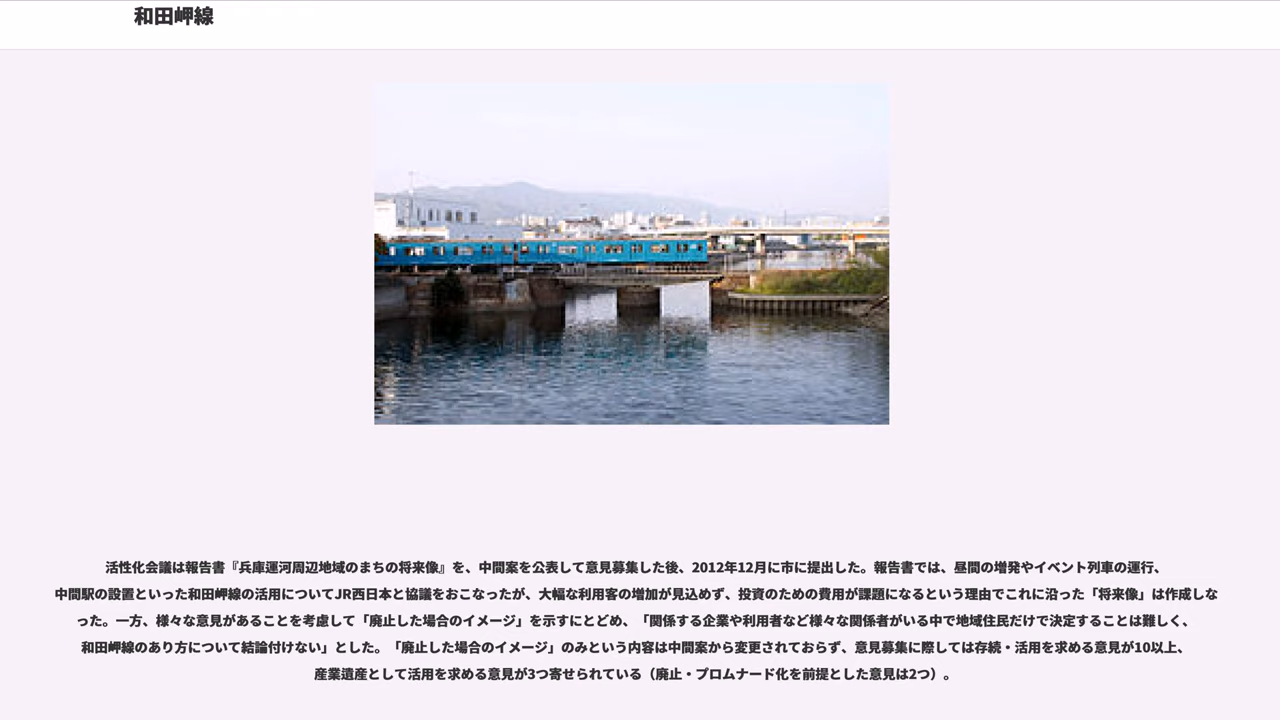 和田岬線
活性化会議は報告書『兵庫運河周辺地域のまちの将来像』を、中間案を公表して意見募集した後、2012年12月に市に提出した。報告書では、昼間の増発やイベント列車の運行、
中間駅の設置といった和田岬線の活用についてJR西日本と協議をおこなったが、大幅な利用客の増加が見込めず、投資のための費用が課題になるという理由でこれに沿った「将来像」は作成しな
った。一方、様々な意見があることを考慮して「廃止した場合のイメージ」を示すにとどめ、「関係する企業や利用者など様々な関係者がいる中で地域住民だけで決定することは難しく、
和田岬線のあり方について結論付けない」とした。「廃止した場合のイメージ」のみという内容は中間案から変更されておらず、意見募集に際しては存続・活用を求める意見が10以上、
産業遺産として活用を求める意見が3つ寄せられている（廃止・プロムナード化を前提とした意見は2つ）。